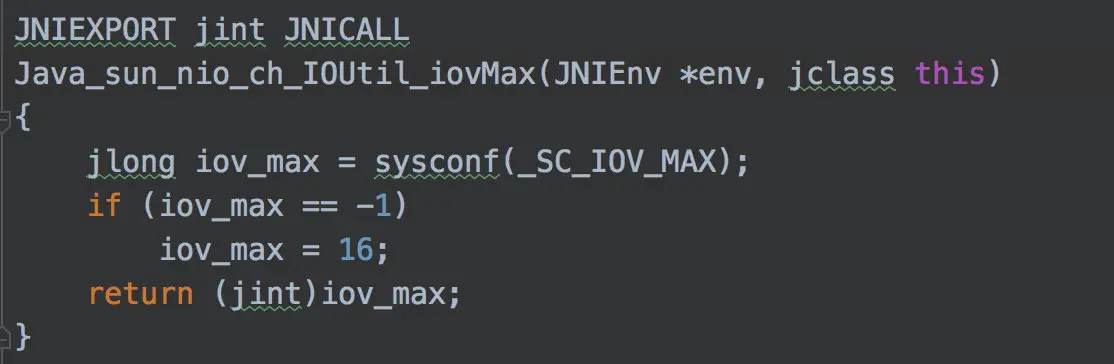 JNIEXPORT jint JNICALL
Java_sun_nio_ch_IOUtil_iovMax(JNIEnv *env, jclass this)
{
    jlong iov_max = sysconf(_SC_IOV_MAX);
    if (iov_max == -1)
        iov_max = 16;
    return (jint)iov_max;
}